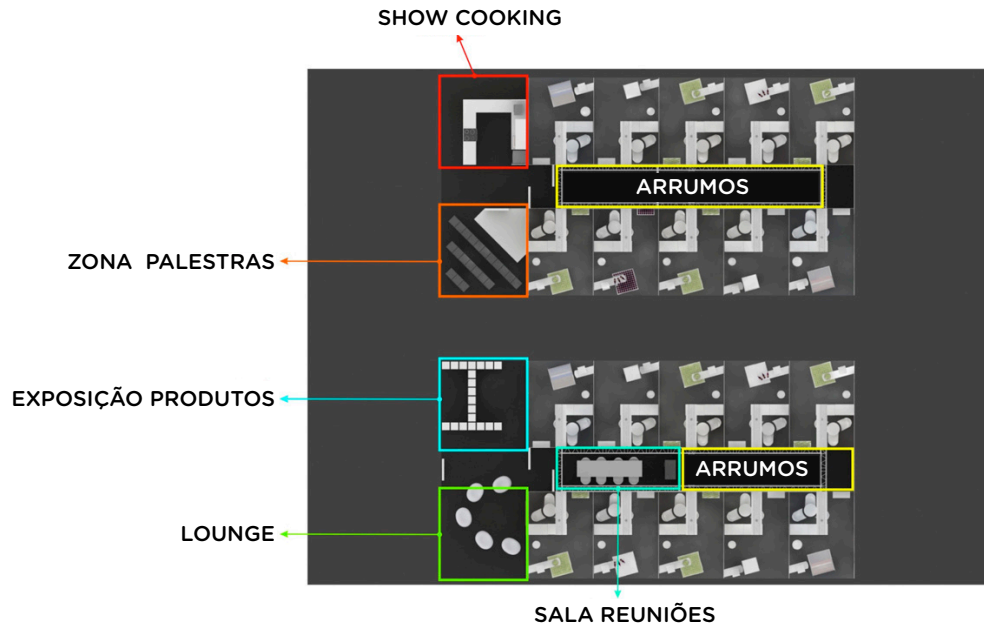 SHOW COOKING
ARRUMOS
ZONA PALESTRAS
EXPOSIÇÃO PRODUTOS
ARRUMOS
LOUNGE
SALA REUNIÕES